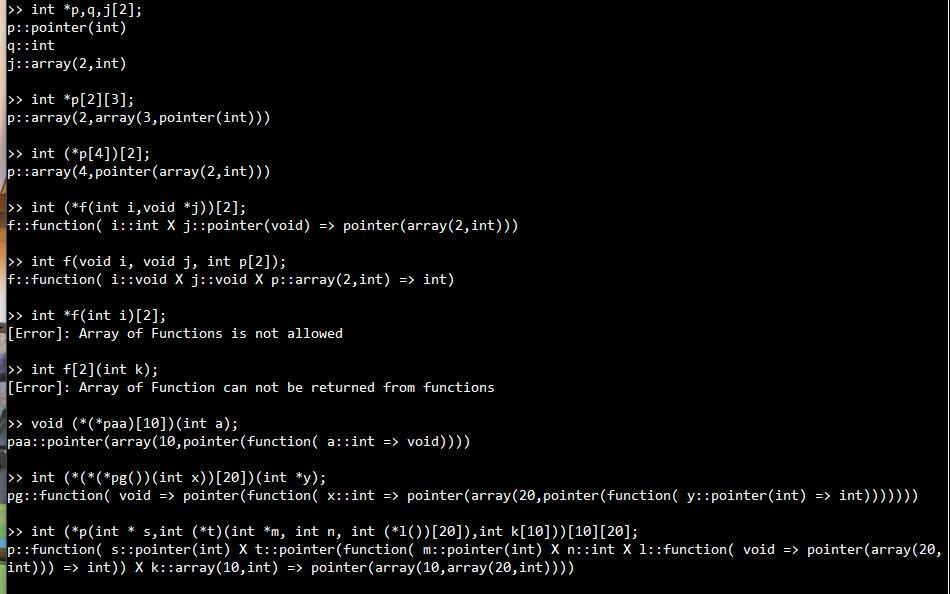 >> int *p,q,j[2];
p::pointer(int)
q::int
j::array(2,int)
>> int *p[2][3];
p::array(2,array(3,pointer(int)))
>> int (*p[4])[2];
p::array(4,pointer(array(2,int)))
>> int (*f(int i,void *j))[2];
f::function( i::int X j::pointer(void) => pointer(array(2,int)))
>> int f(void i, void j, int p[2]);
f::function( i::void X j::void X p::array(2,int) => int)
>> int *f(int i)[2];
[Error]: Array of Functions is not allowed
>> int f[2](int k);
[Error]: Array of Function can not be returned from functions
>> void (*(*paa)[10])(int a);
paa::pointer(array(10,pointer(function( a::int => void))))
>> int (*(*(*pg())(int x))[20])(int *y);
pg::function( void => pointer(function( x::int => pointer(array(20,pointer(function( y::pointer(int) => int)))))))
>> int (*p(int * s,int (*t)(int *m, int n, int (*l())[20]),int k[10]))[10][20];
p::function( s::pointer(int) X t::pointer(function( m::pointer(int) X n::int X l::function( void => pointer(array(20,
int))) => int)) X k::array(10,int) => pointer(array(10,array(20,int))))